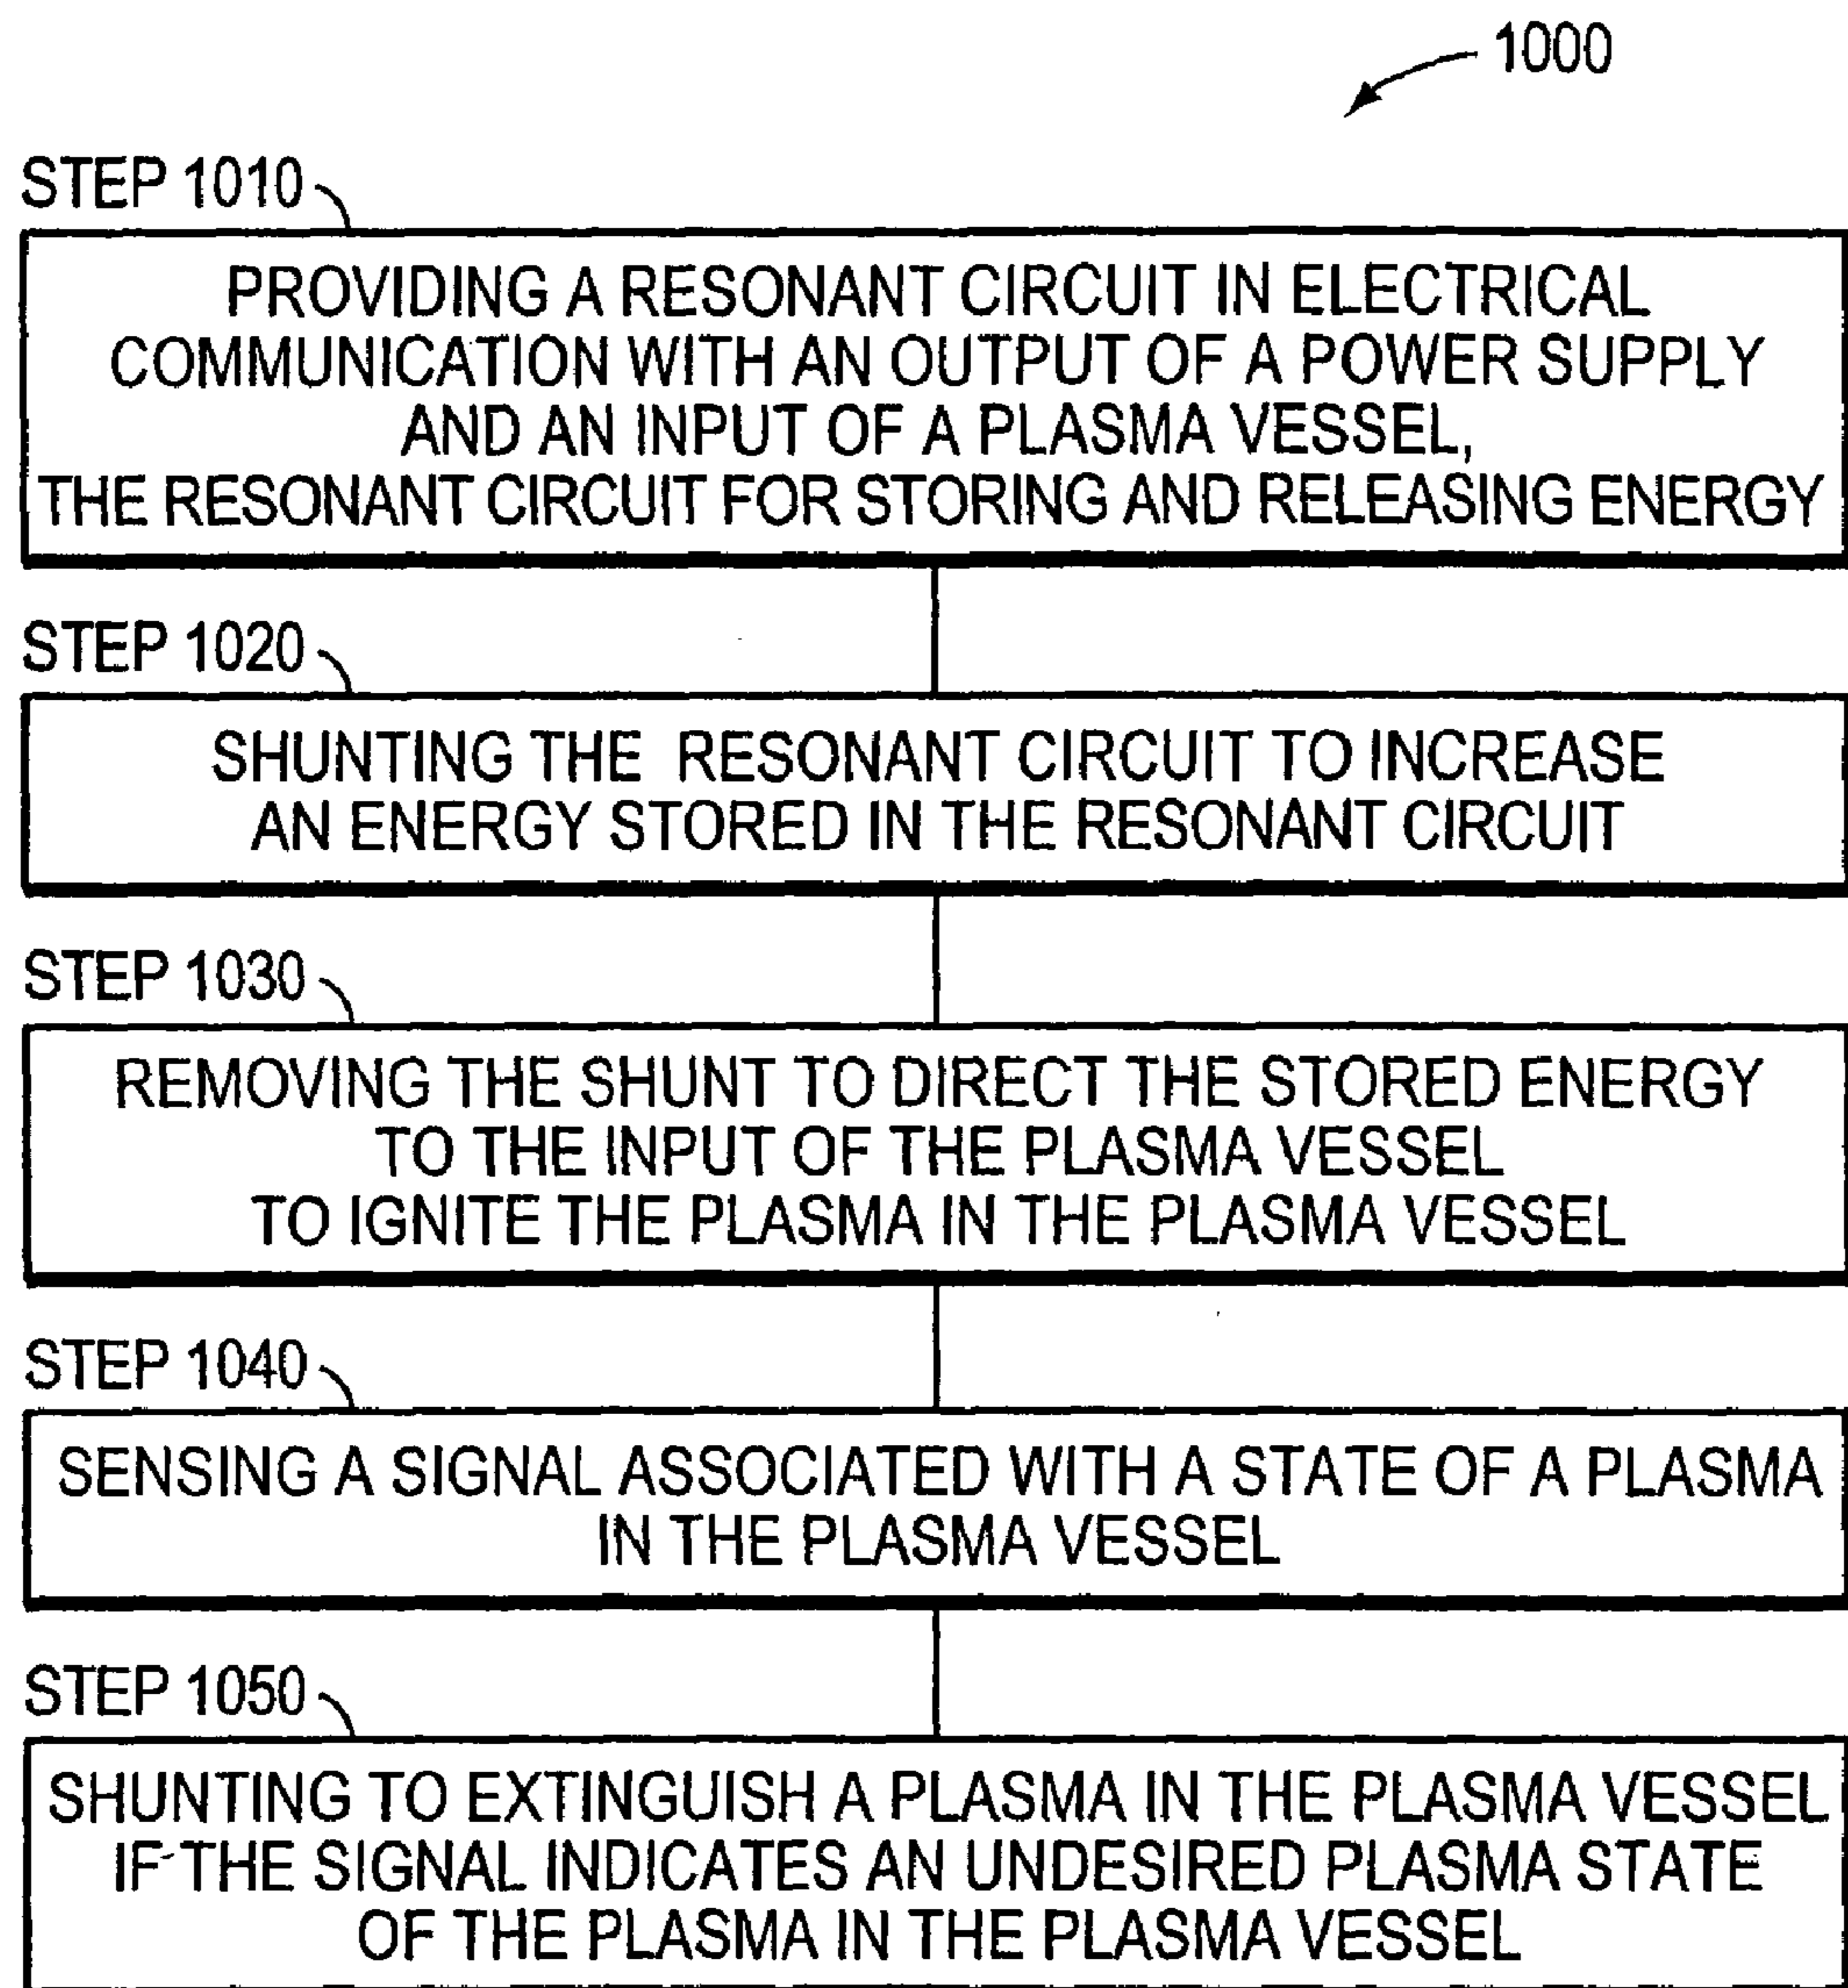 1000
STEP 1010
PROVIDING A RESONANT CIRCUIT IN ELECTRICAL
COMMUNICATION WITH AN OUTPUT OF A POWER SUPPLY
AND AN INPUT OF A PLASMA VESSEL,
THE RESONANT CIRCUIT FOR STORING AND RELEASING ENERGY
STEP 1020
SHUNTING THE RESONANT CIRCUIT TO INCREASE
AN ENERGY STORED IN THE RESONANT CIRCUIT
STEP 1030
REMOVING THE SHUNT TO DIRECT THE STORED ENERGY
TO THE INPUT OF THE PLASMA VESSEL
TO IGNITE THE PLASMA IN THE PLASMA VESSEL
STEP 1040
SENSING A SIGNAL ASSOCIATED WITH A STATE OF A PLASMA
IN THE PLASMA VESSEL
STEP 1050
SHUNTING TO EXTINGUISH A PLASMA IN THE PLASMA VESSEL
IF THE SIGNAL INDICATES AN UNDESIRED PLASMA STATE
OF THE PLASMA IN THE PLASMA VESSEL